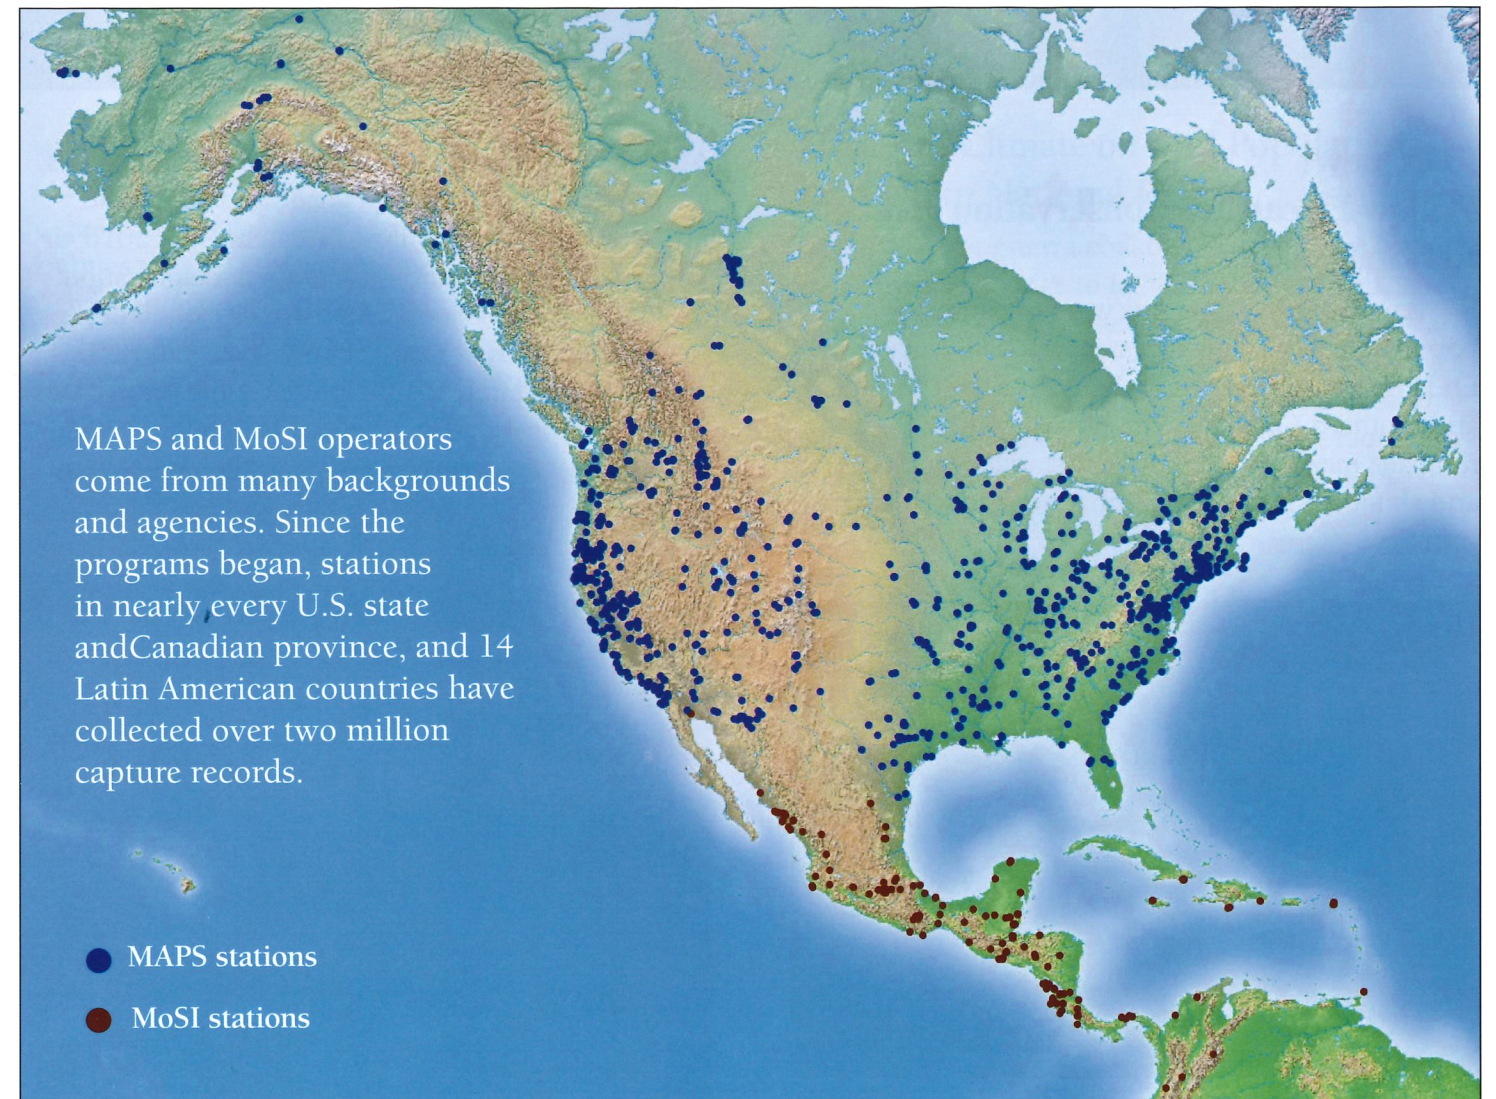 MAPS and MoSI operators
come from many backgrounds
and agencies. Since the
programs began, stations
in nearly every U.S. state
andCanadian province, and 14
Latin American countries have
collected over two million
capture records.
MAPS stations
MoSI stations